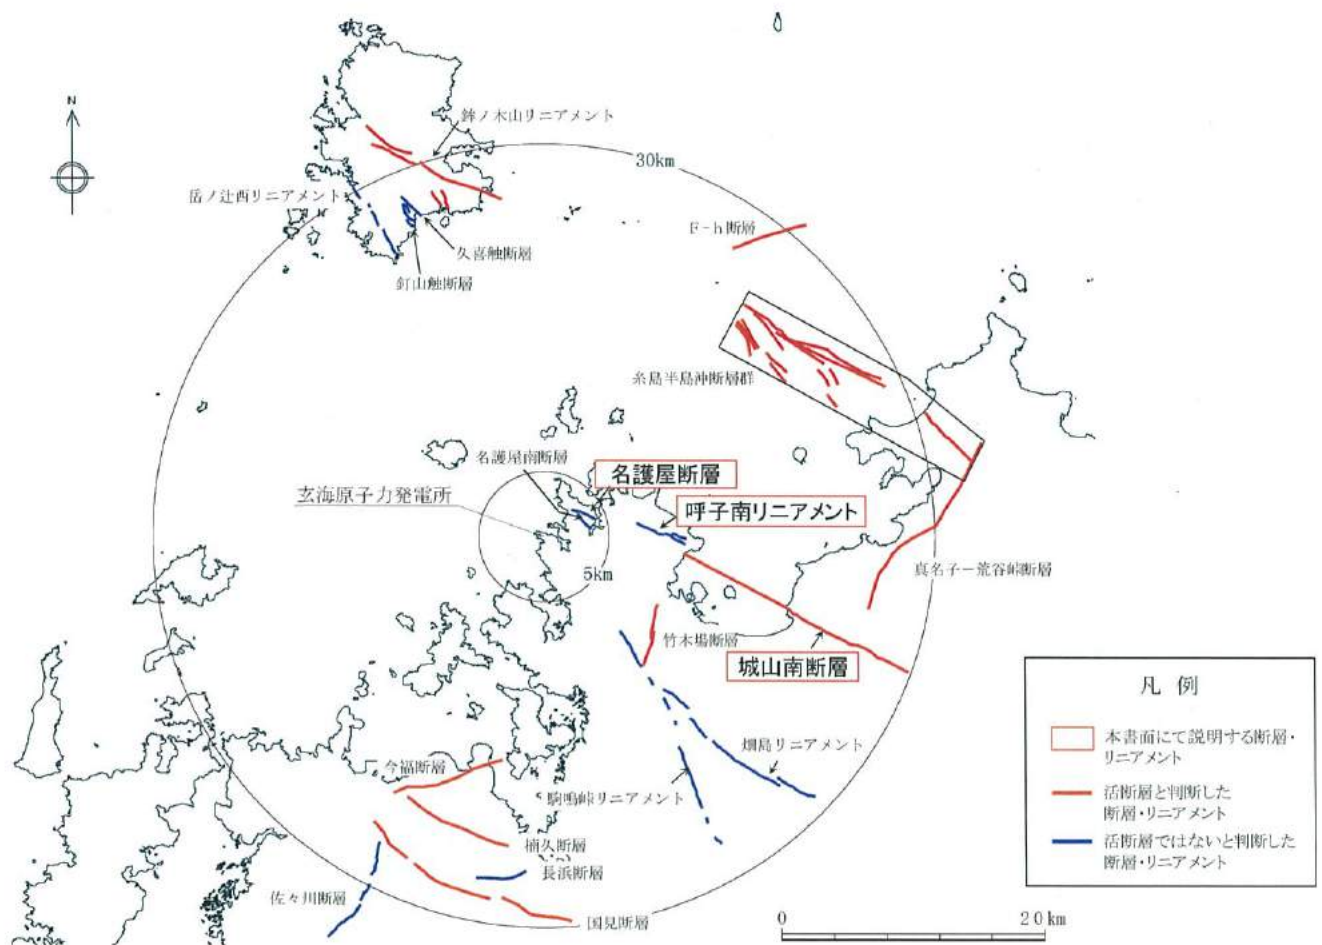 N
鉾ノ木山リニアメント
30km
岳ノ辻西リニアメント
F-h断層
久喜触断層
釘山触断層
糸島半島沖断層群
名護屋南断層
名護屋断層
玄海原子力発電所
呼子南リニアメント
5km
真名子－荒谷峠断層
竹木場断層
城山南断層
凡例
本書面にて説明する断層・
リニアメント
活断層と判断した
断層・リニアメント
活断層ではないと判断した
断層・リニアメント
畑島リニアメント
今福断層
駒鳴峠リニアメント
楠久断層
長浜断層
佐々川断層
国見断層
0
20km